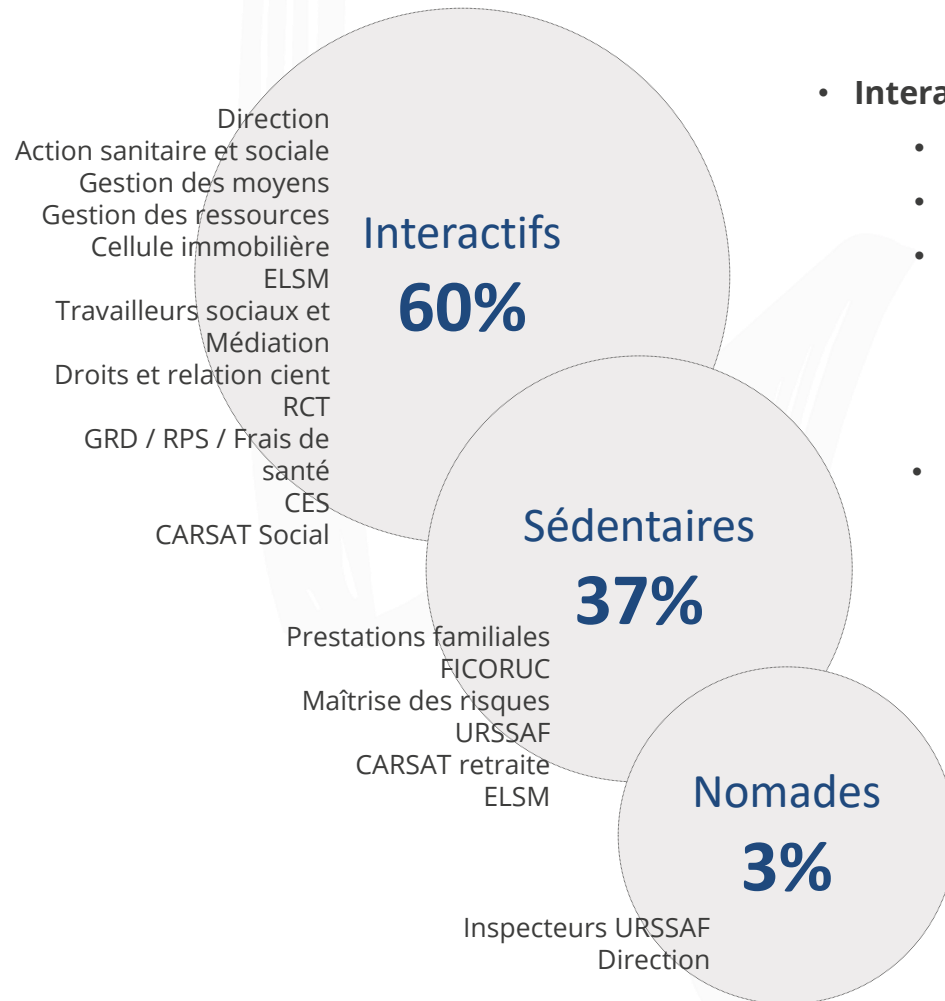 Direction
Action sanitaire et sociale
Gestion des moyens
Gestion des ressources
Cellule immobilière
ELSM
Travailleurs sociaux et
Médiation
Droits et relation cient
RCT
GRD / RPS / Frais de
santé
CES
CARSAT Social
Interactifs
60%
Prestations familiales
FICORUC
Maîtrise des risques
URSSAF
CARSAT retraite
ELSM
Sédentaires
37%
Inspecteurs URSSAF
Direction
Nomades
3%
• Intera
•
•
•
•